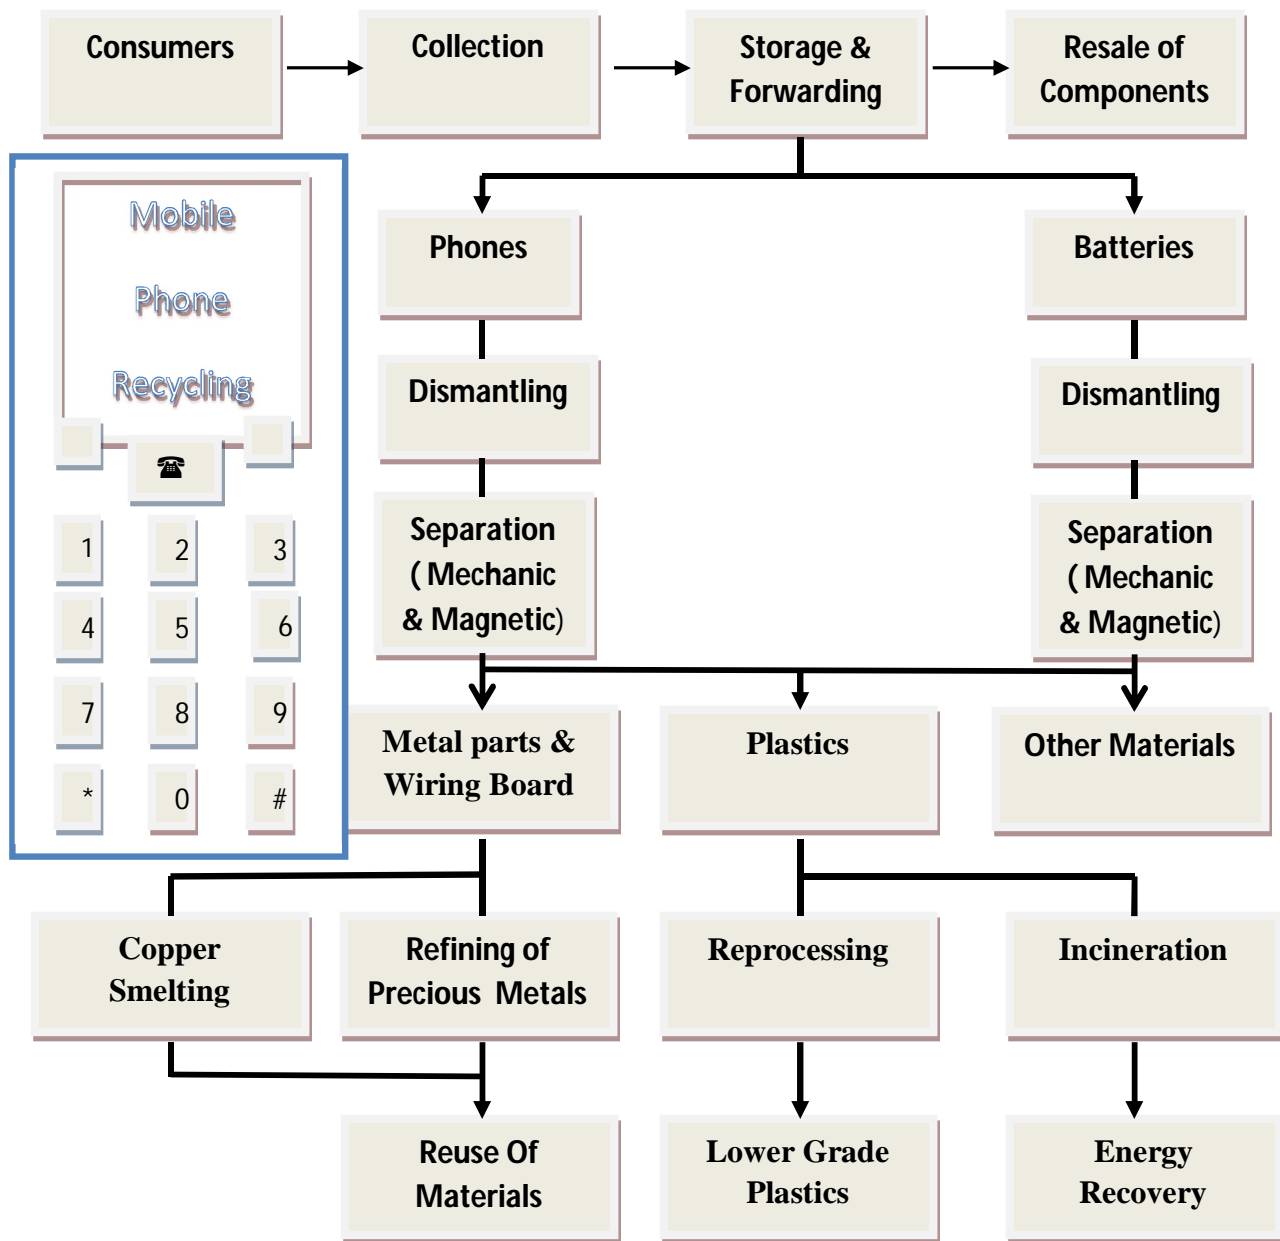 Consumers
Collection
Storage &
Forwarding
Resale of
Components
Mobile
Phone
Recycling
1 2 3
4 5 6
7 8 9
* 0 #
Phones
Batteries
Dismantling
Dismantling
Separation
( Mechanic
& Magnetic)
Separation
( Mechanic
& Magnetic)
Metal parts &
Wiring Board
Plastics
Other Materials
Copper
Smelting
Refining of
Precious Metals
Reprocessing
Incineration
Reuse Of
Materials
Lower Grade
Plastics
Energy
Recovery